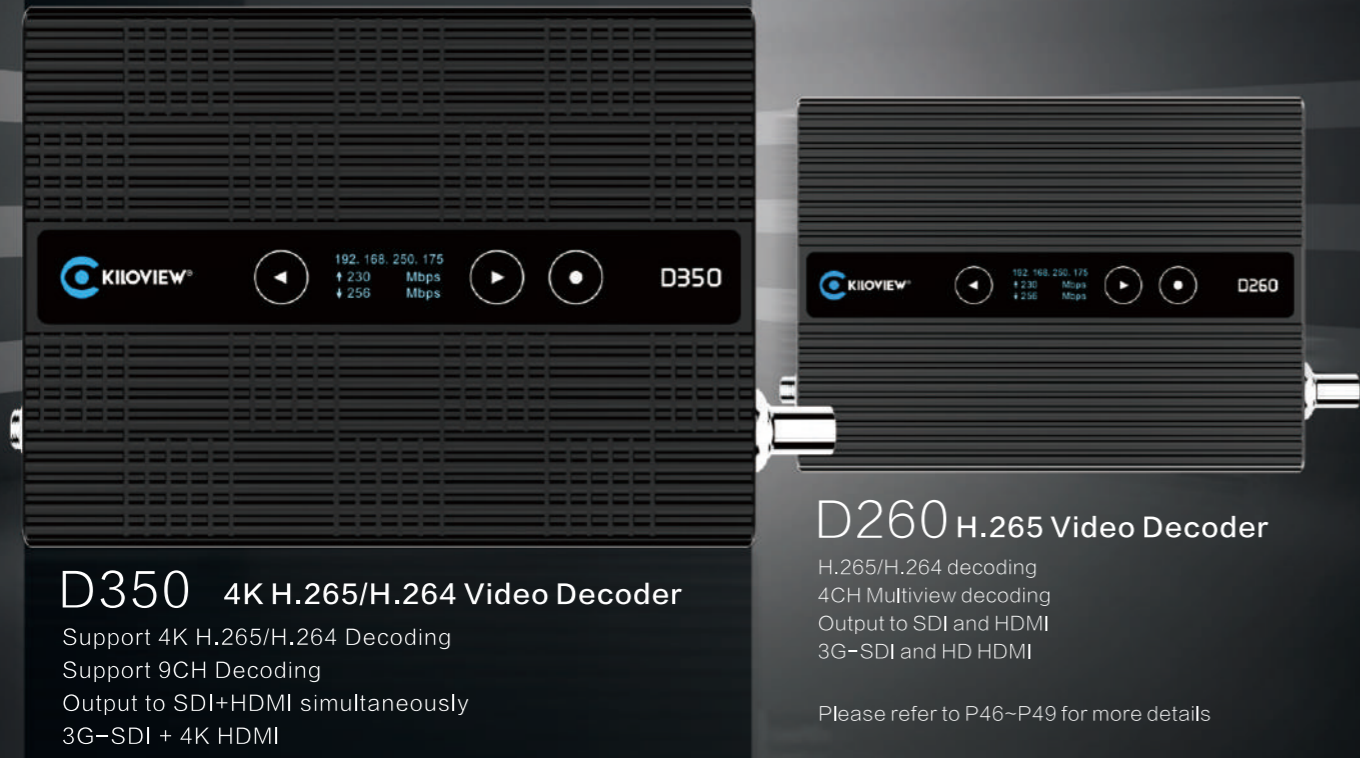 KILOVIEW®
192. 168. 250. 175
↑ 230 Mbps
↓ 256 Mbps
D350
KILOVIEW®
192. 168. 250. 175
↑ 230 Mbps
↓ 256 Mbps
D260
D350 4K H.265/H.264 Video Decoder
Support 4K H.265/H.264 Decoding
Support 9CH Decoding
Output to SDI+HDMI simultaneously
3G-SDI + 4K HDMI
D260 H.265 Video Decoder
H.265/H.264 decoding
4CH Multiview decoding
Output to SDI and HDMI
3G-SDI and HD HDMI
Please refer to P46~P49 for more details